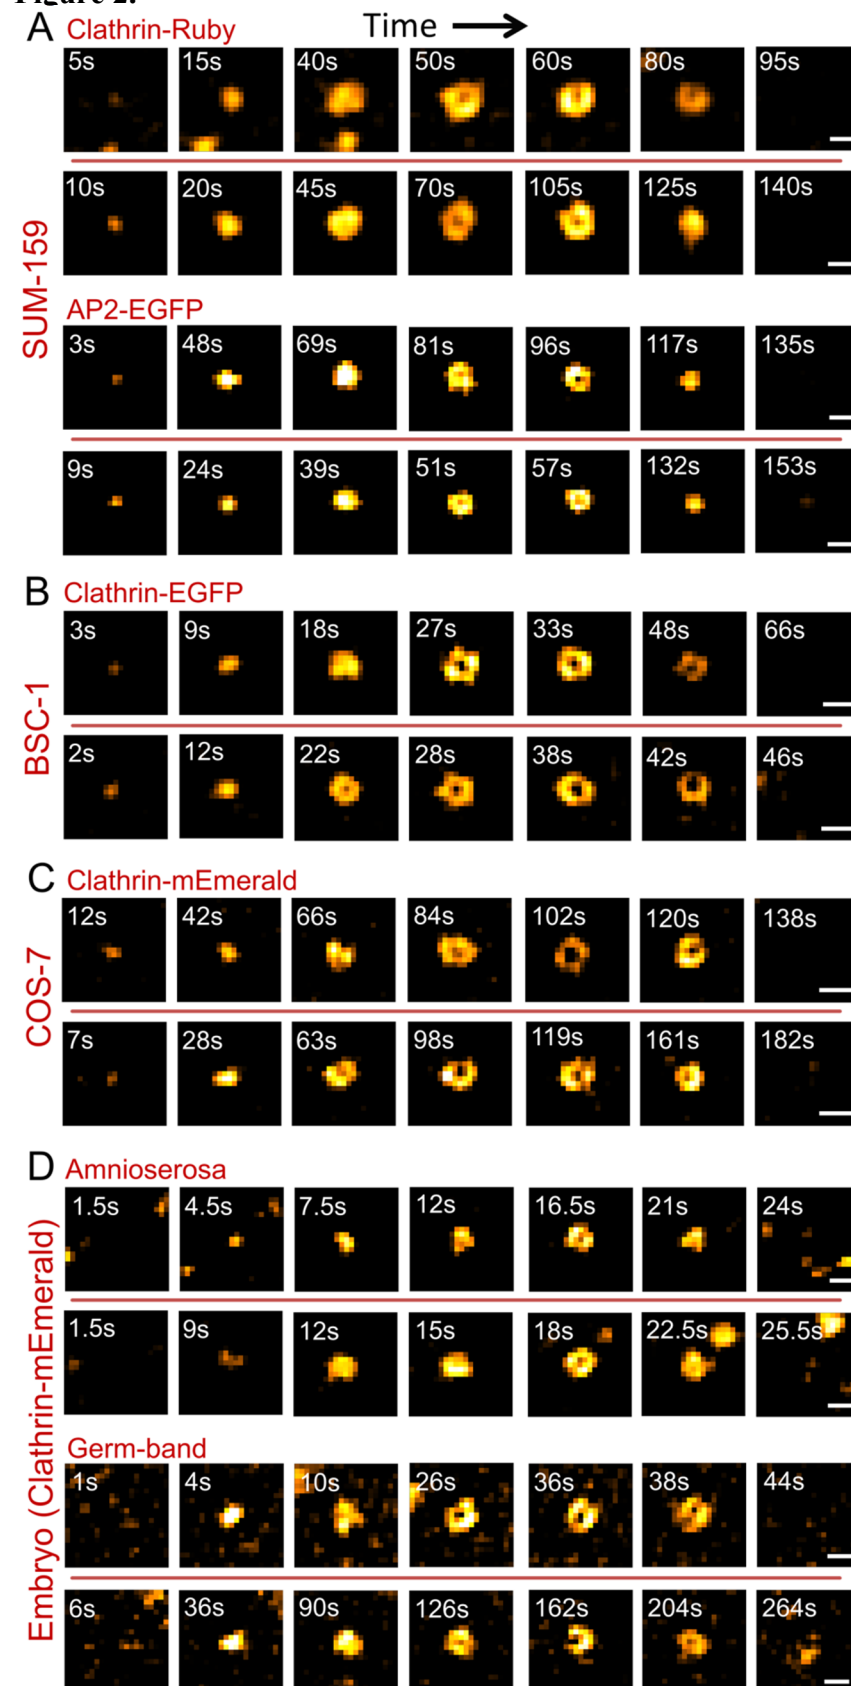 Figure 2.
A Clathrin-Ruby Time
5s 15s 40s 50s 60s 80s 95s
10s 20s 45s 70s 105s 125s 140s
SUM-159
AP2-EGFP
3s 48s 69s 81s 96s 117s 135s
9s 24s 39s 51s 57s 132s 153s
B Clathrin-EGFP
3s 9s 18s 27s 33s 48s 66s
BSC-1
2s 12s 22s 28s 38s 42s 46s
C Clathrin-mEmerald
12s 42s 66s 84s 102s 120s 138s
COS-7
7s 28s 63s 98s 119s 161s 182s
D Amnioserosa
1.5s 4.5s 7.5s 12s 16.5s 21s 24s
1.5s 9s 12s 15s 18s 22.5s 25.5s
Embryo (Clathrin-mEmerald)
Germ-band
1s 4s 10s 26s 36s 38s 44s
6s 36s 90s 126s 162s 204s 264s